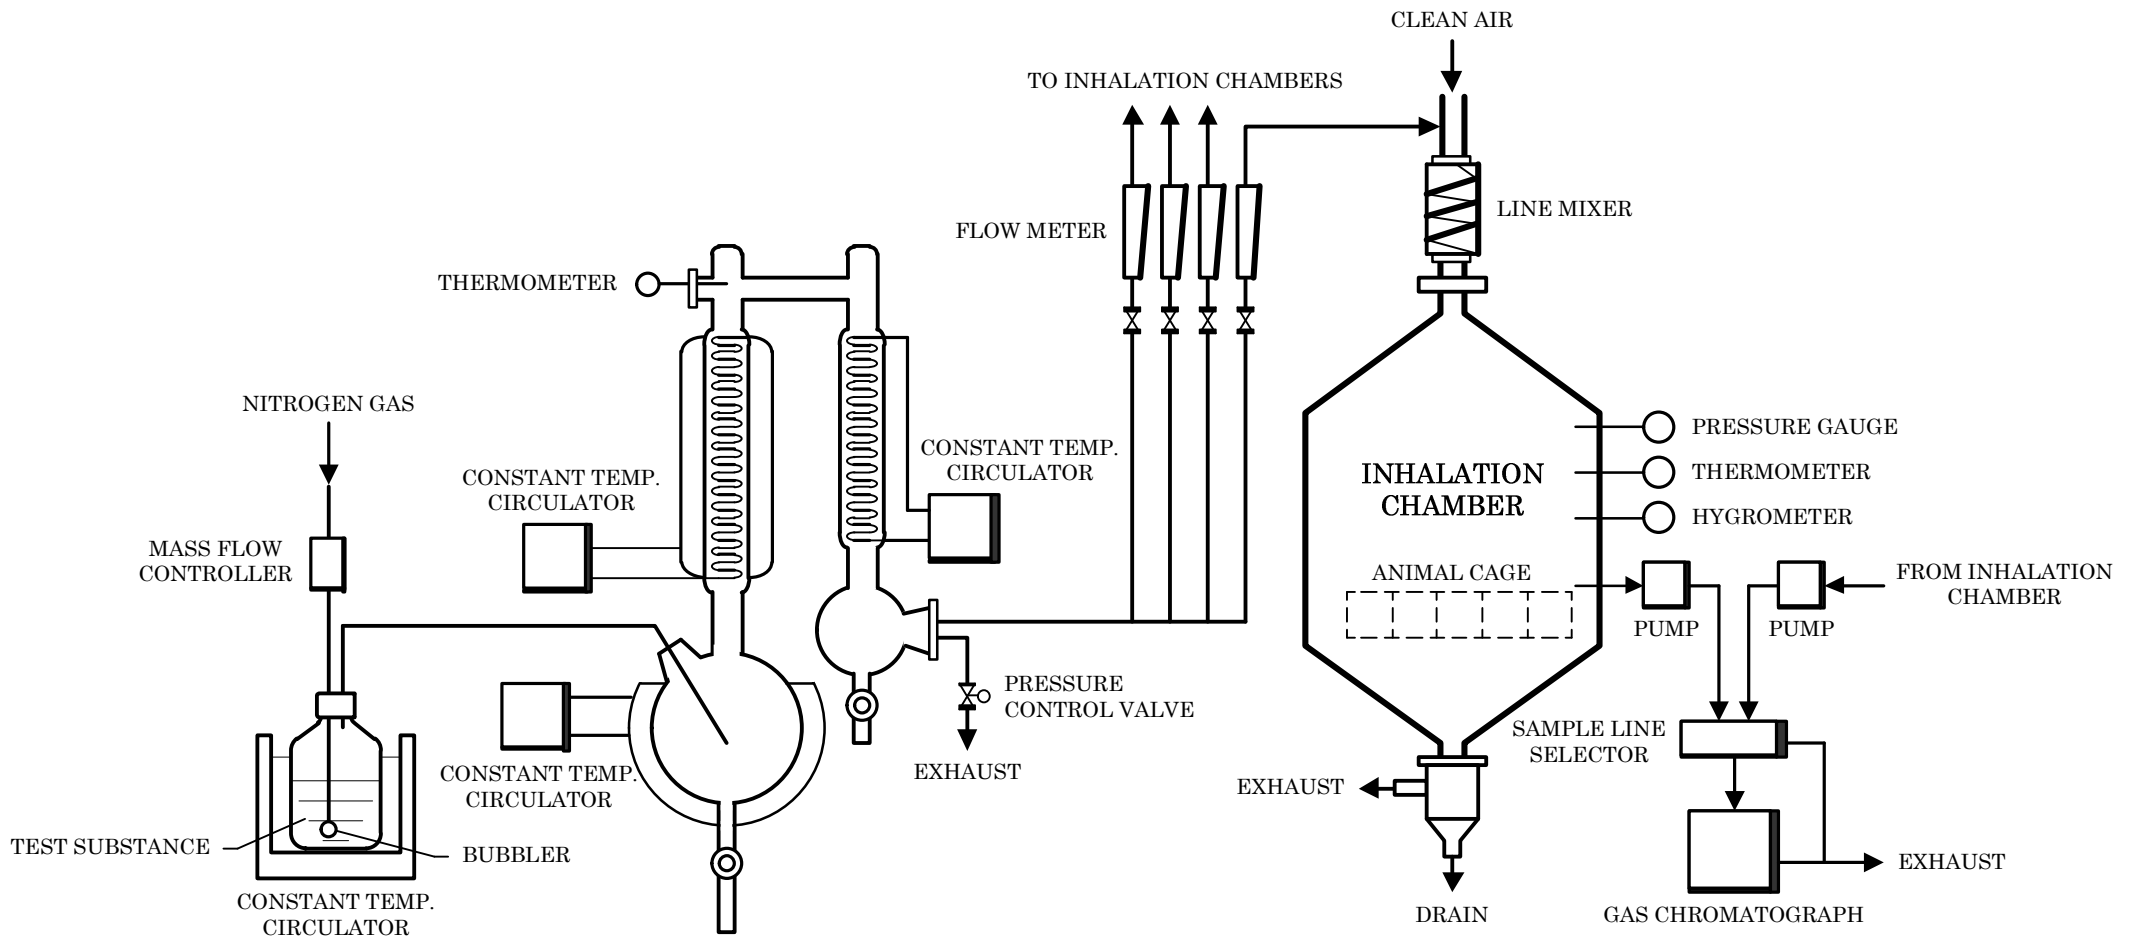 CLEAN AIR
TO INHALATION CHAMBERS
LINE MIXER
FLOW METER
THERMOMETER
NITROGEN GAS
PRESSURE GAUGE
CONSTANT TEMP.
CIRCULATOR
CONSTANT TEMP.
CIRCULATOR
INHALATION
CHAMBER
THERMOMETER
HYGROMETER
MASS FLOW
CONTROLLER
ANIMAL CAGE
FROM INHALATION
CHAMBER
PUMP
PUMP
PRESSURE
CONTROL VALVE
SAMPLE LINE
SELECTOR
CONSTANT TEMP.
CIRCULATOR
EXHAUST
EXHAUST
TEST SUBSTANCE
BUBBLER
EXHAUST
CONSTANT TEMP.
CIRCULATOR
DRAIN
GAS CHROMATOGRAPH